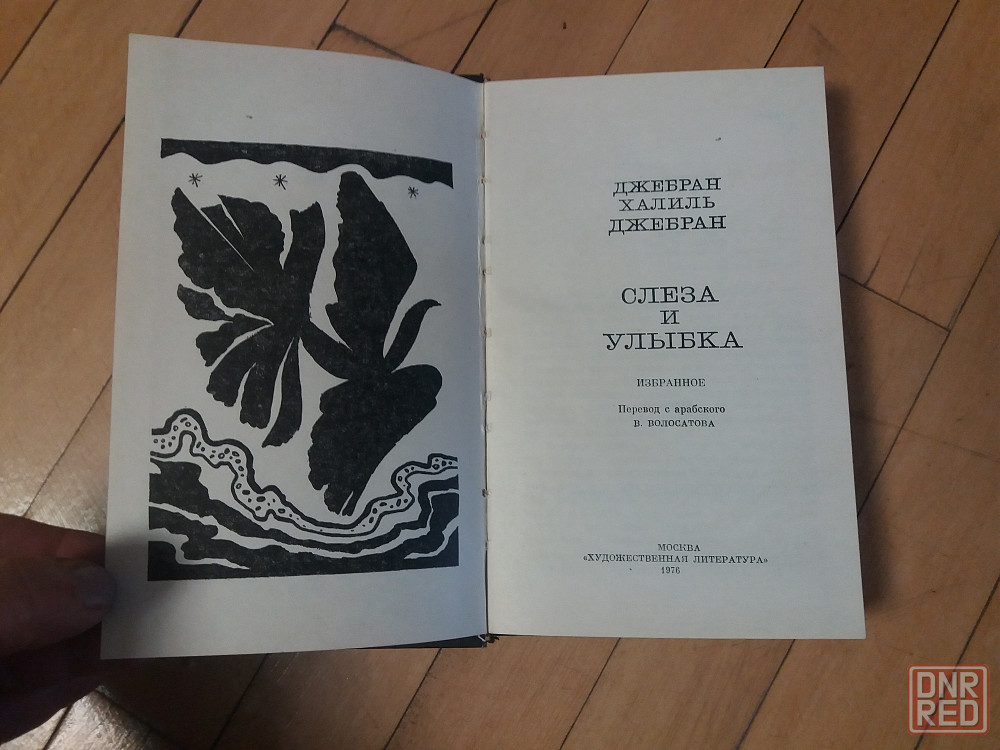 ДЖЕБРАН
ХАЛИЛЬ
ДЖЕБРАН
СЛЕЗА
И
УЛЫБКА
ИЗБРАННОЕ
Перевод с арабского
В. ВОЛОСАТОВА
МОСКВА
«ХУДОЖЕСТВЕННАЯ ЛИТЕРАТУРА»
1976
DNR
RED